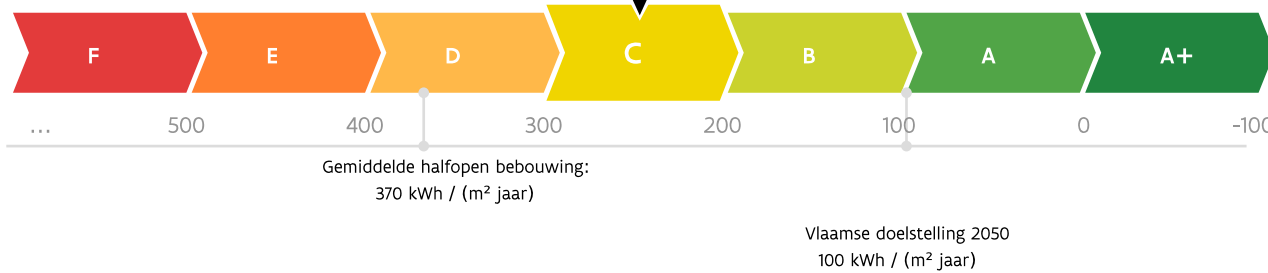 F E D C B A A+
... 500 400 300 200 100 0 -100
Gemiddelde halfopen bebouwing:
370 kWh / (m² jaar)
Vlaamse doelstelling 2050
100 kWh / (m² jaar)